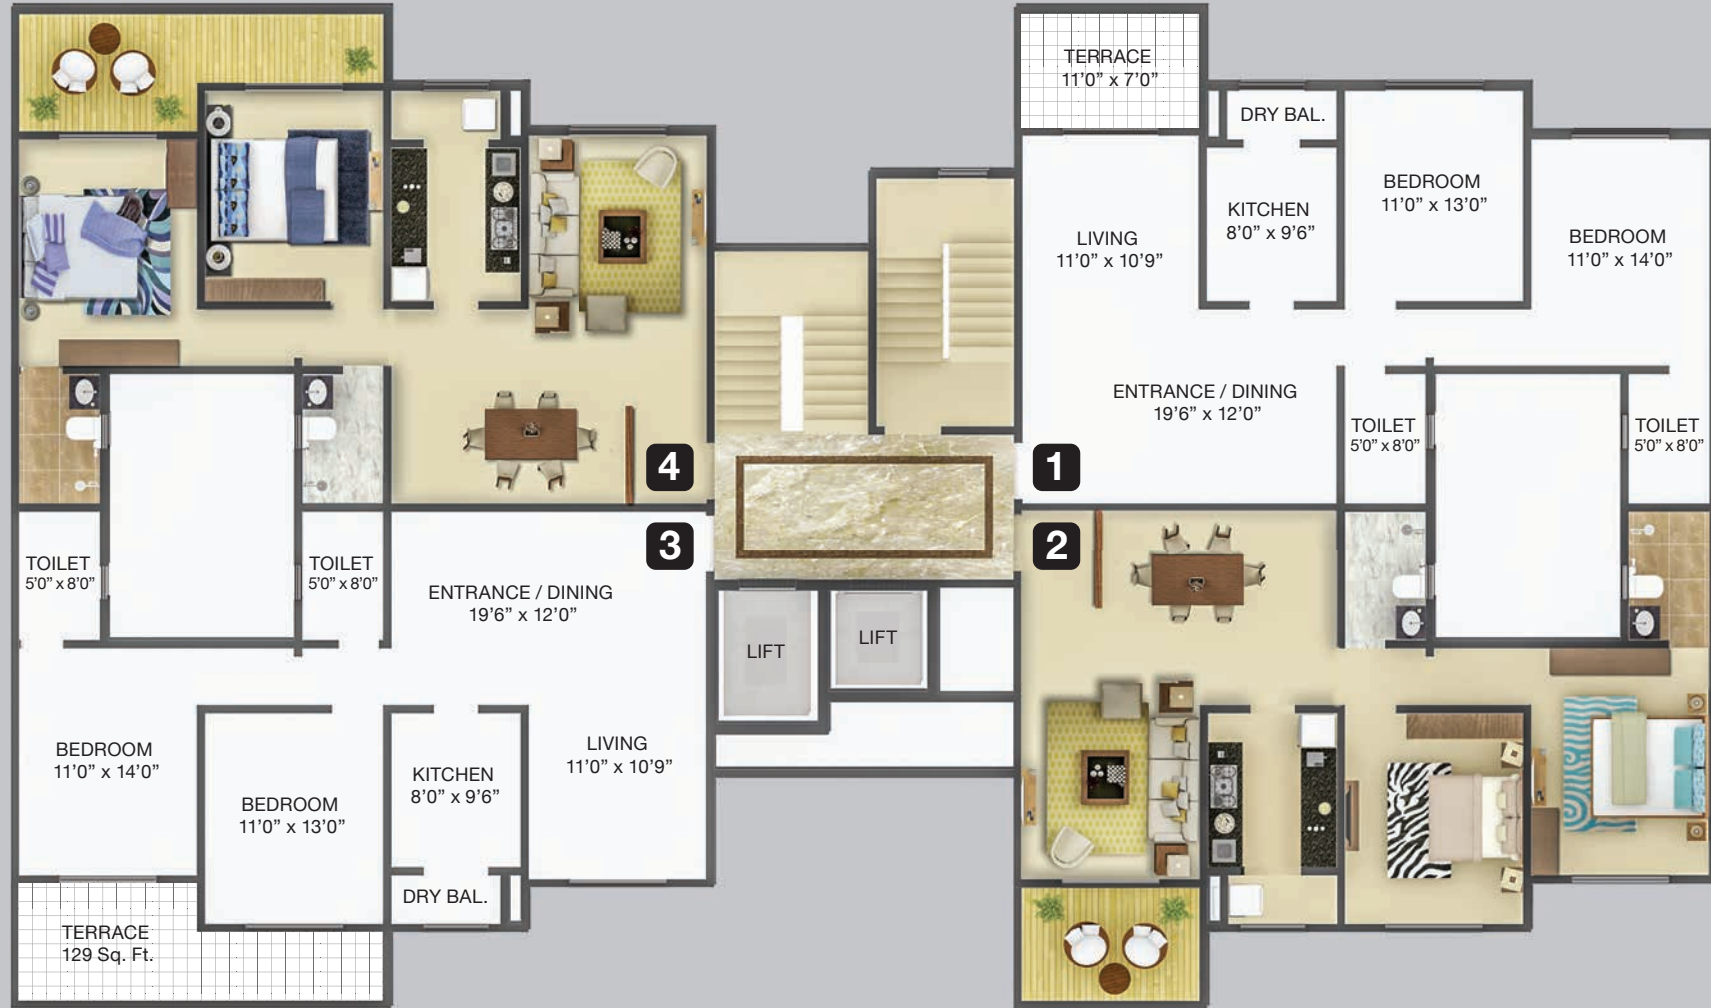 TERRACE
11'0” x 7'0”
DRY BAL.
BEDROOM
11'0” x 13'0”
KITCHEN
8'0” x 9'6”
LIVING
11'0” x 10'9”
BEDROOM
11'0” x 14'0”
ENTRANCE / DINING
19'6” x 12'0”
TOILET
5'0” x 8'0”
TOILET
5'0” x 8'0”
4
1
3
2
TOILET
5'0” x 8'0”
TOILET
5'0” x 8'0”
ENTRANCE / DINING
19'6” x 12'0”
LIFT
LIFT
BEDROOM
11'0” x 14'0”
LIVING
11'0” x 10'9”
KITCHEN
8'0” x 9'6”
BEDROOM
11'0” x 13'0”
DRY BAL.
TERRACE
129 Sq. Ft.